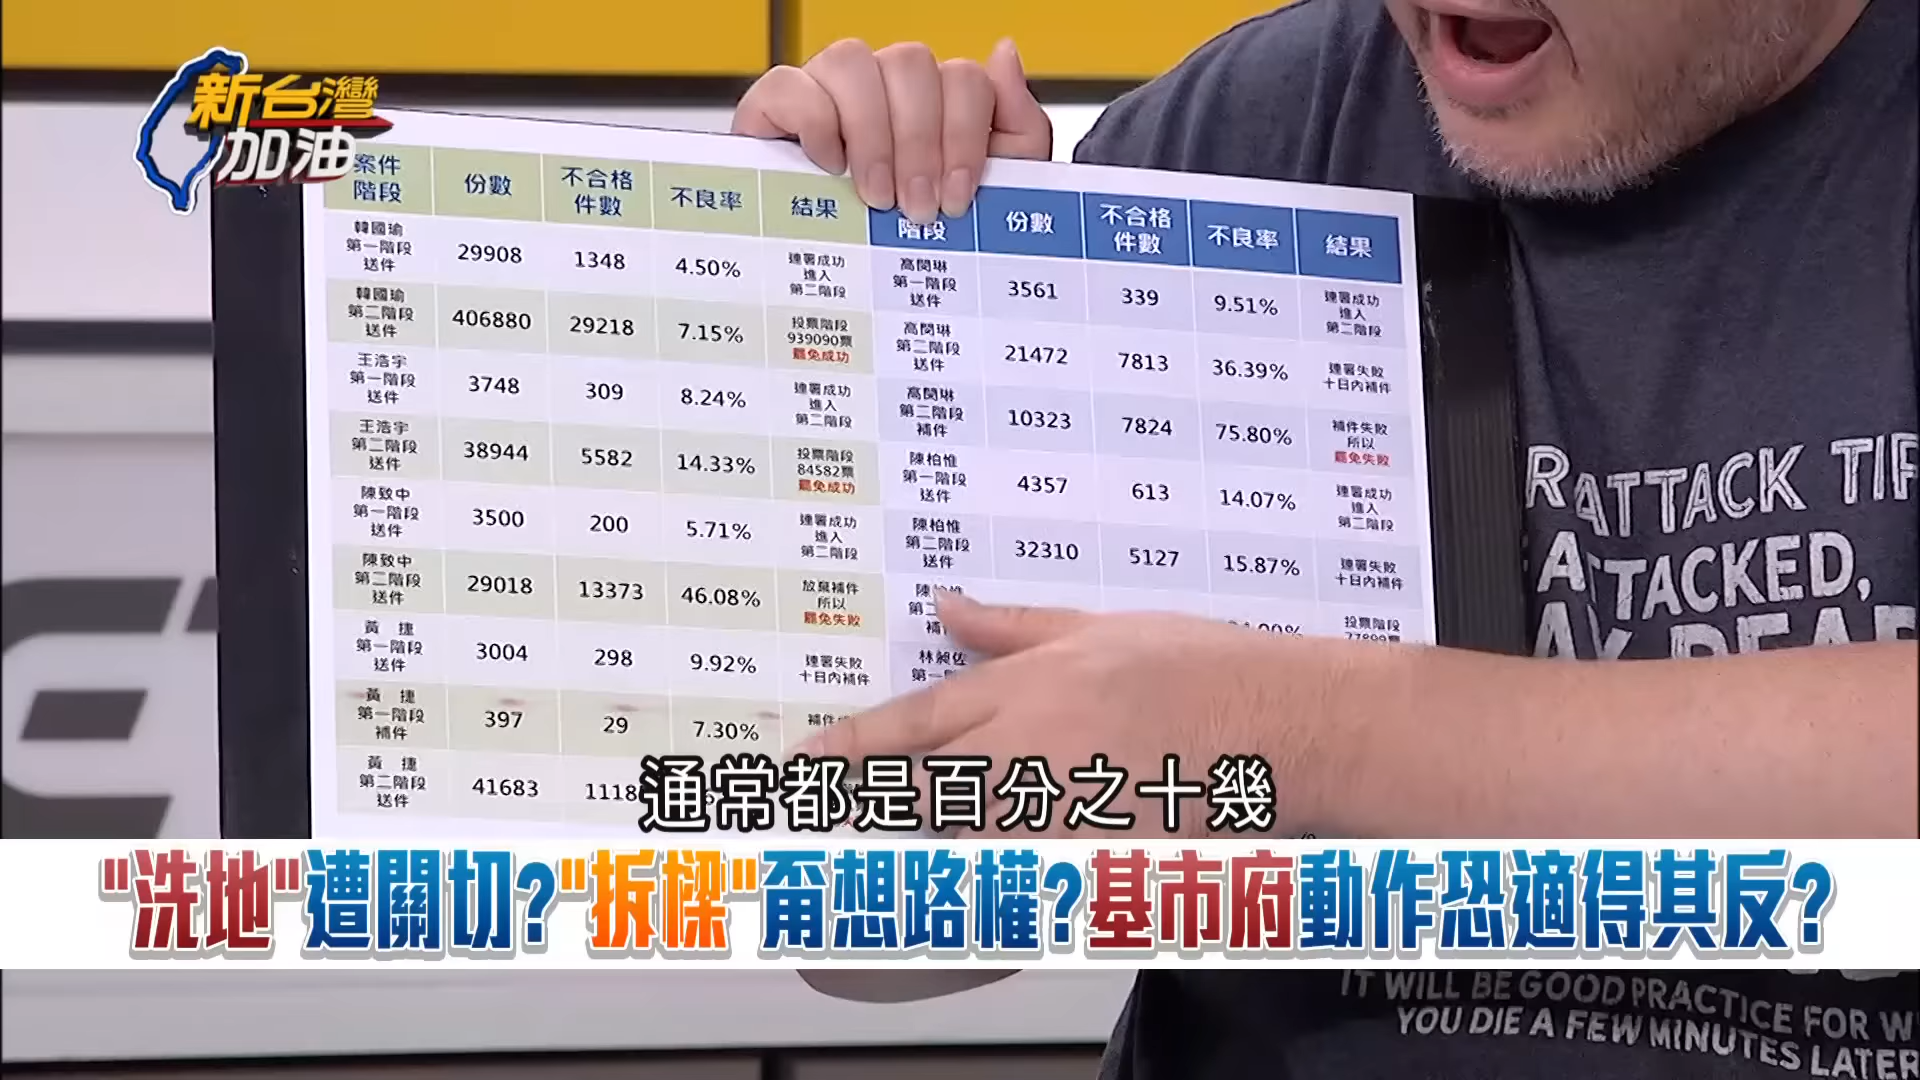 新台灣
加油
案件
階段
份數
不合格
件數
不良率
結果
韓國瑜
第一階段
送件
29908
1348
4.50%
連署成功
進入
第二階段
韓國瑜
第二階段
送件
406880
29218
7.15%
投票階段
939090票
罷免成功
王浩宇
第一階段
送件
3748
309
8.24%
連署成功
進入
第二階段
王浩宇
第二階段
送件
38944
5582
14.33%
投票階段
84582票
罷免成功
陳致中
第一階段
送件
3500
200
5.71%
連署成功
進入
第二階段
陳致中
第二階段
送件
29018
13373
46.08%
放棄補件
所以
罷免失敗
黃 捷
第一階段
送件
3004
298
9.92%
連署失敗
十日內補件
黃 捷
第一階段
補件
397
29
7.30%
補件
黃 捷
第二階段
送件
41683
1118
階段
份數
不合格
件數
不良率
結果
高閔琳
第一階段
送件
3561
339
9.51%
連署成功
進入
第二階段
高閔琳
第二階段
送件
21472
7813
36.39%
連署失敗
十日內補件
高閔琳
第二階段
補件
10323
7824
75.80%
補件失敗
所以
罷免失敗
陳柏惟
第一階段
送件
4357
613
14.07%
連署成功
進入
第二階段
陳柏惟
第二階段
送件
32310
5127
15.87%
連署失敗
十日內補件
陳
第二
補
投票階段
77899票
林昶佐
第一
RATTACK TIP
ATTACKED,
通常都是百分之十幾
"洗地"遭關切?"拆樑"甭想路權?基市府動作恐適得其反?
IT WILL BE GOOD PRACTICE FOR W
YOU DIE A FEW MINUTES LATER